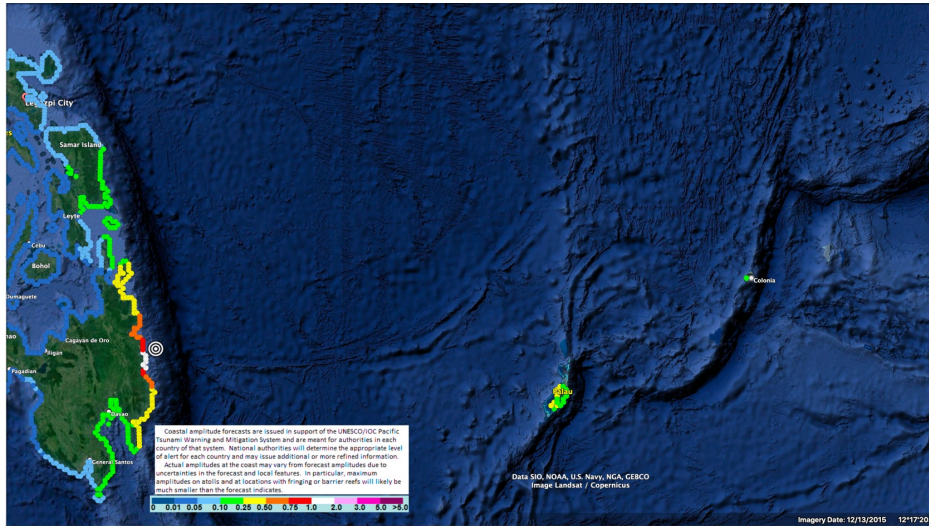 Legazpi City
Samar Island
Leyte
Cebu
Bohol
Dumaguete
Cagayan de Oro
Iligan
Pagadian
Davao
General Santos
Palau
Colonia
Coastal amplitude forecasts are issued in support of the UNESCO/IOC Pacific
Tsunami Warning and Mitigation System and are meant for authorities in each
country of that system. National authorities will determine the appropriate level
of alert for each country and may issue additional or more refined information.
Actual amplitudes at the coast may vary from forecast amplitudes due to
uncertainties in the forecast and local features. In particular, maximum
amplitudes on atolls and at locations with fringing or barrier reefs will likely be
much smaller than the forecast indicates.
0 0.01 0.05 0.10 0.25 0.50 0.75 1.0 2.0 3.0 5.0 >5.0
Data SIO, NOAA, U.S. Navy, NGA, GEBCO
Image Landsat / Copernicus
Imagery Date: 12/13/2015 12°17'20